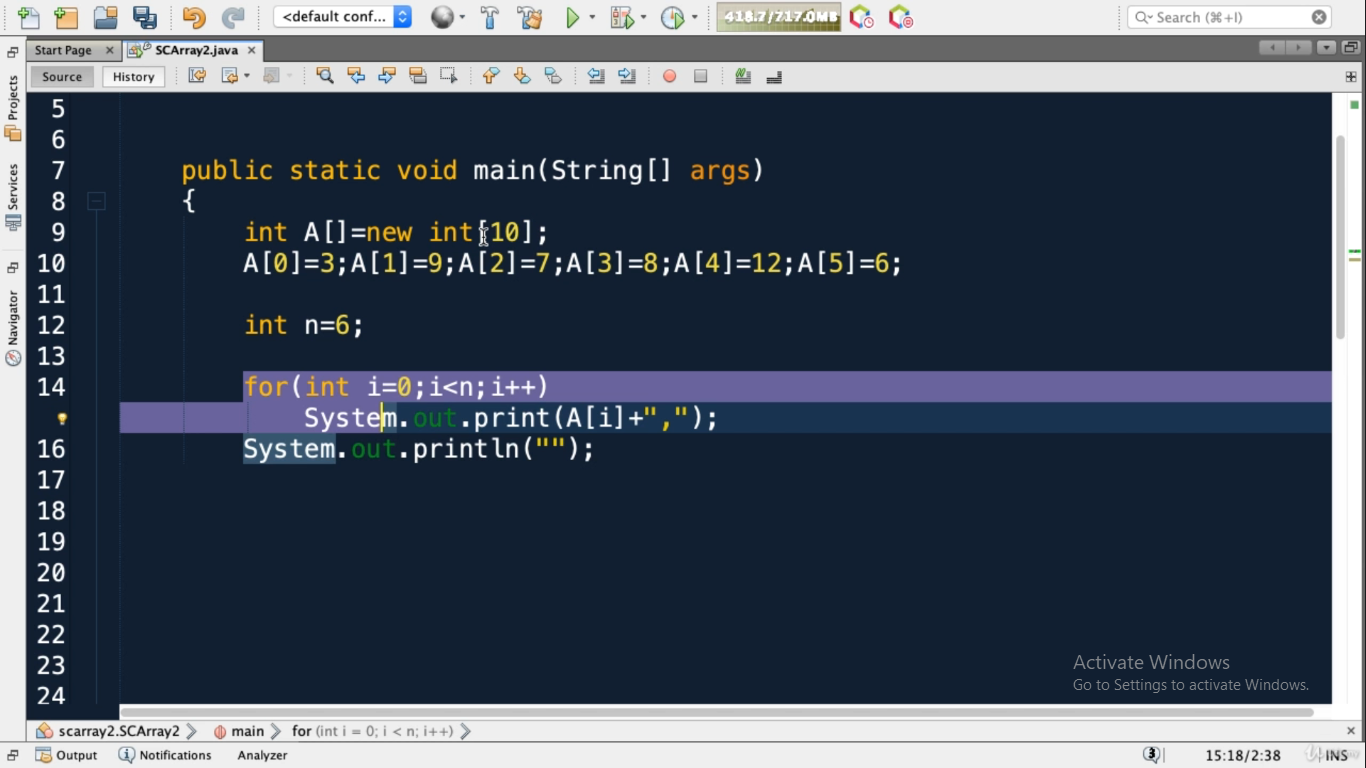 <default conf...
418.7/717.0MB
Search (⌘+I)
Start Page
SCArray2.java
Source
History
Projects
Services
Navigator
5
6
7 public static void main(String[] args)
8 {
9 int A[]=new int[10];
10 A[0]=3;A[1]=9;A[2]=7;A[3]=8;A[4]=12;A[5]=6;
11
12 int n=6;
13
14 for(int i=0;i<n;i++)
System.out.print(A[i]+",");
16 System.out.println("");
17
18
19
20
21
22
23
24
Activate Windows
Go to Settings to activate Windows.
scarray2.SCArray2 main for (int i = 0; i < n; i++)
Output Notifications Analyzer
3 15:18/2:38 INS